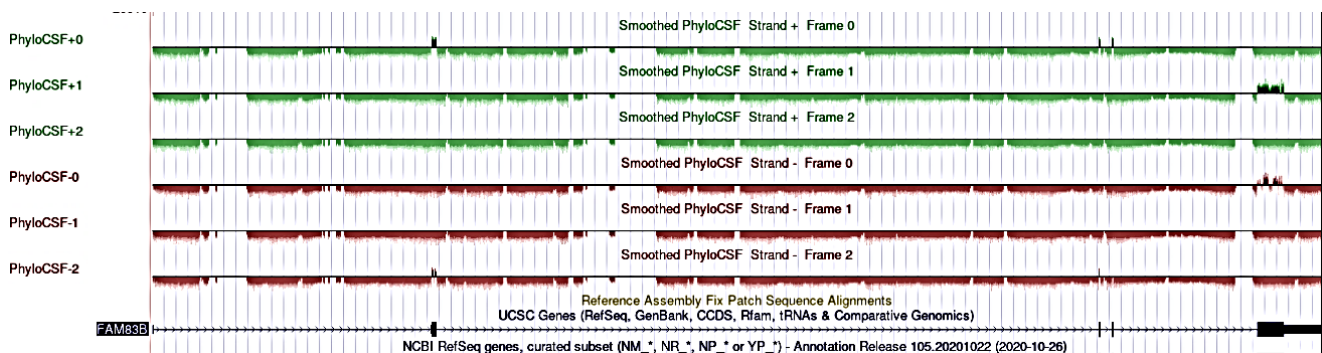 Smoothed PhyloCSF Strand + Frame 0
PhyloCSF+0
Smoothed PhyloCSF Strand + Frame 1
PhyloCSF+1
Smoothed PhyloCSF Strand + Frame 2
PhyloCSF+2
Smoothed PhyloCSF Strand - Frame 0
PhyloCSF-0
Smoothed PhyloCSF Strand - Frame 1
PhyloCSF-1
Smoothed PhyloCSF Strand - Frame 2
PhyloCSF-2
Reference Assembly Fix Patch Sequence Alignments
UCSC Genes (RefSeq, GenBank, CCDS, Rfam, tRNAs & Comparative Genomics)
FAM83B
NCBI RefSeq genes, curated subset (NM_*, NR_*, NP_* or YP_*) - Annotation Release 105.20201022 (2020-10-26)